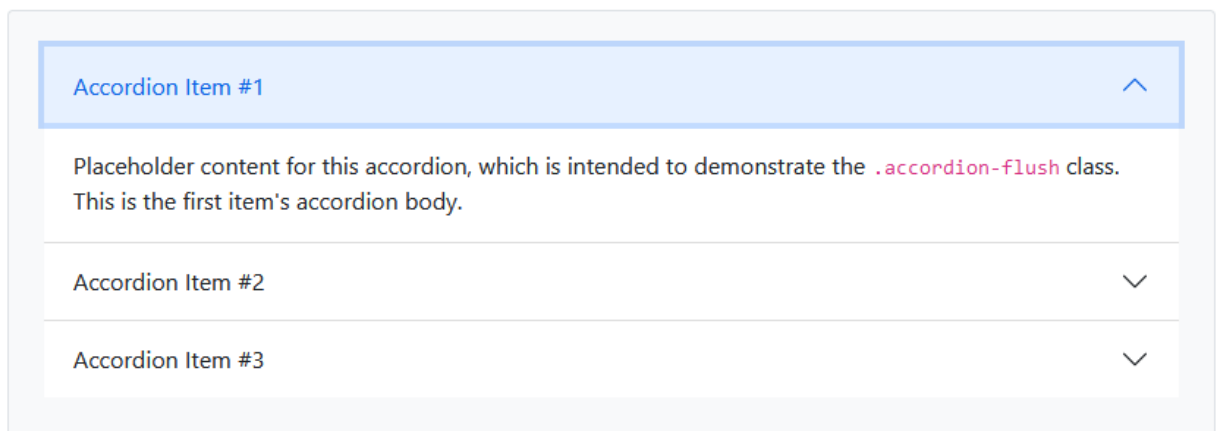 Accordion Item #1
Placeholder content for this accordion, which is intended to demonstrate the .accordion-flush class.
This is the first item's accordion body.
Accordion Item #2
Accordion Item #3